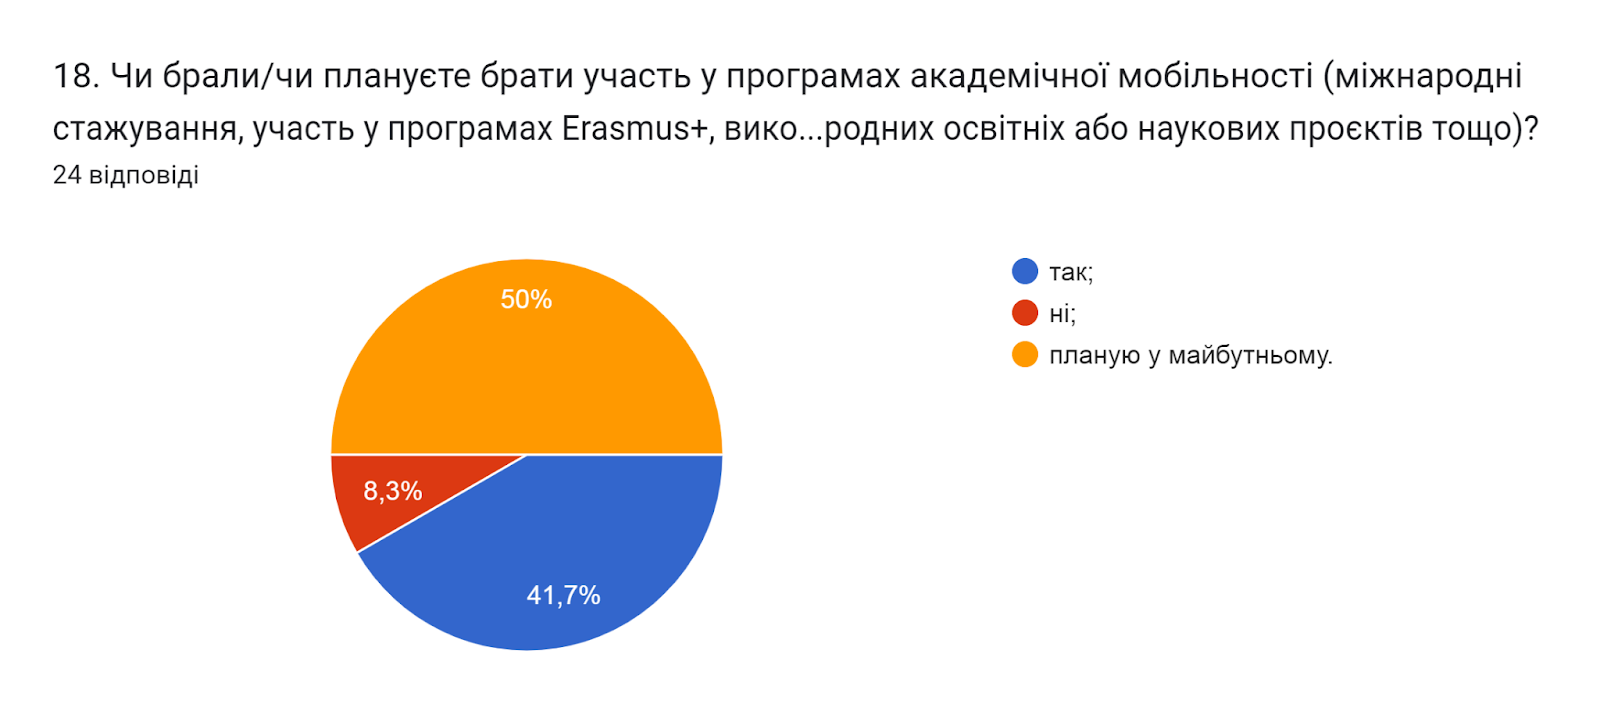 18. Чи брали/чи плануєте брати участь у програмах академічної мобільності (міжнародні
стажування, участь у програмах Erasmus+, вико...родних освітніх або наукових проєктів тощо)?
24 відповіді
так;
ні;
планую у майбутньому.
50%
8,3%
41,7%